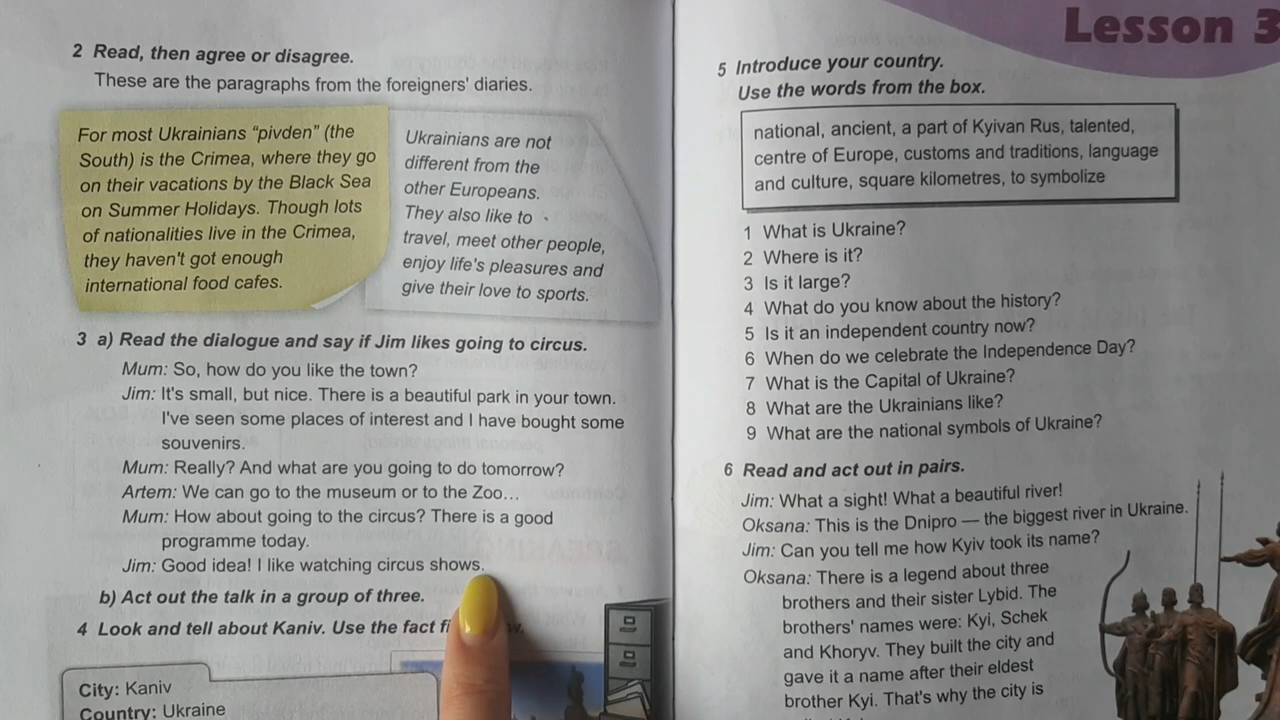 2 Read, then agree or disagree.
These are the paragraphs from the foreigners' diaries.
For most Ukrainians “pivden” (the
South) is the Crimea, where they go
on their vacations by the Black Sea
on Summer Holidays. Though lots
of nationalities live in the Crimea,
they haven't got enough
international food cafes.
Ukrainians are not
different from the
other Europeans.
They also like to
travel, meet other people,
enjoy life's pleasures and
give their love to sports.
3 a) Read the dialogue and say if Jim likes going to circus.
Mum: So, how do you like the town?
Jim: It's small, but nice. There is a beautiful park in your town.
I've seen some places of interest and I have bought some
souvenirs.
Mum: Really? And what are you going to do tomorrow?
Artem: We can go to the museum or to the Zoo...
Mum: How about going to the circus? There is a good
programme today.
Jim: Good idea! I like watching circus shows.
b) Act out the talk in a group of three.
4 Look and tell about Kaniv. Use the fact
City: Kaniv
Country: Ukraine
Lesson 3
5 Introduce your country.
Use the words from the box.
national, ancient, a part of Kyivan Rus, talented,
centre of Europe, customs and traditions, language
and culture, square kilometres, to symbolize
1 What is Ukraine?
2 Where is it?
3 Is it large?
4 What do you know about the history?
5 Is it an independent country now?
6 When do we celebrate the Independence Day?
7 What is the Capital of Ukraine?
8 What are the Ukrainians like?
9 What are the national symbols of Ukraine?
6 Read and act out in pairs.
Jim: What a sight! What a beautiful river!
Oksana: This is the Dnipro — the biggest river in Ukraine.
Jim: Can you tell me how Kyiv took its name?
Oksana: There is a legend about three
brothers and their sister Lybid. The
brothers' names were: Kyi, Schek
and Khoryv. They built the city and
gave it a name after their eldest
brother Kyi. That's why the city is